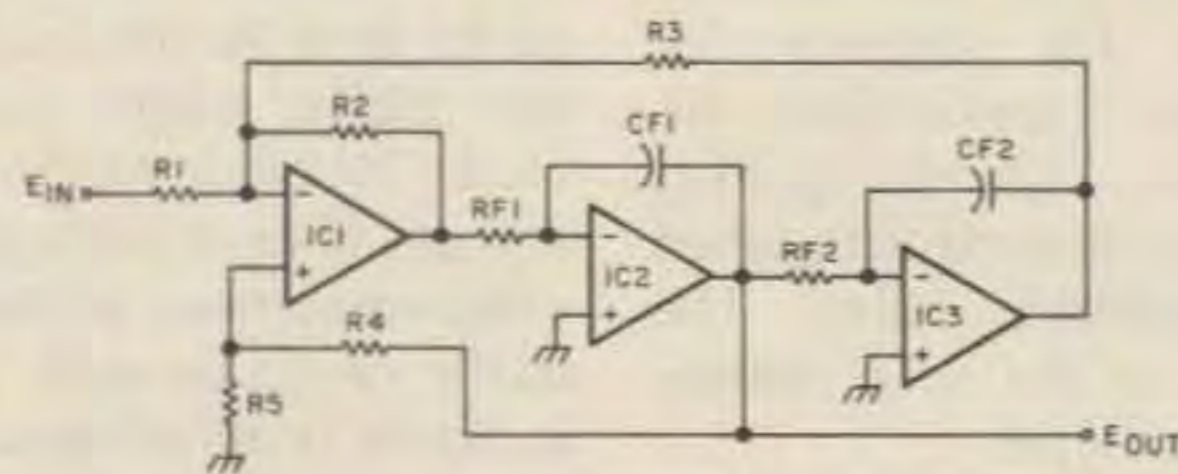 R3
R2
CF1
CF2
R1
EIN
RF1
IC1
RF2
IC2
IC3
R4
R5
EOUT
- + - + - +